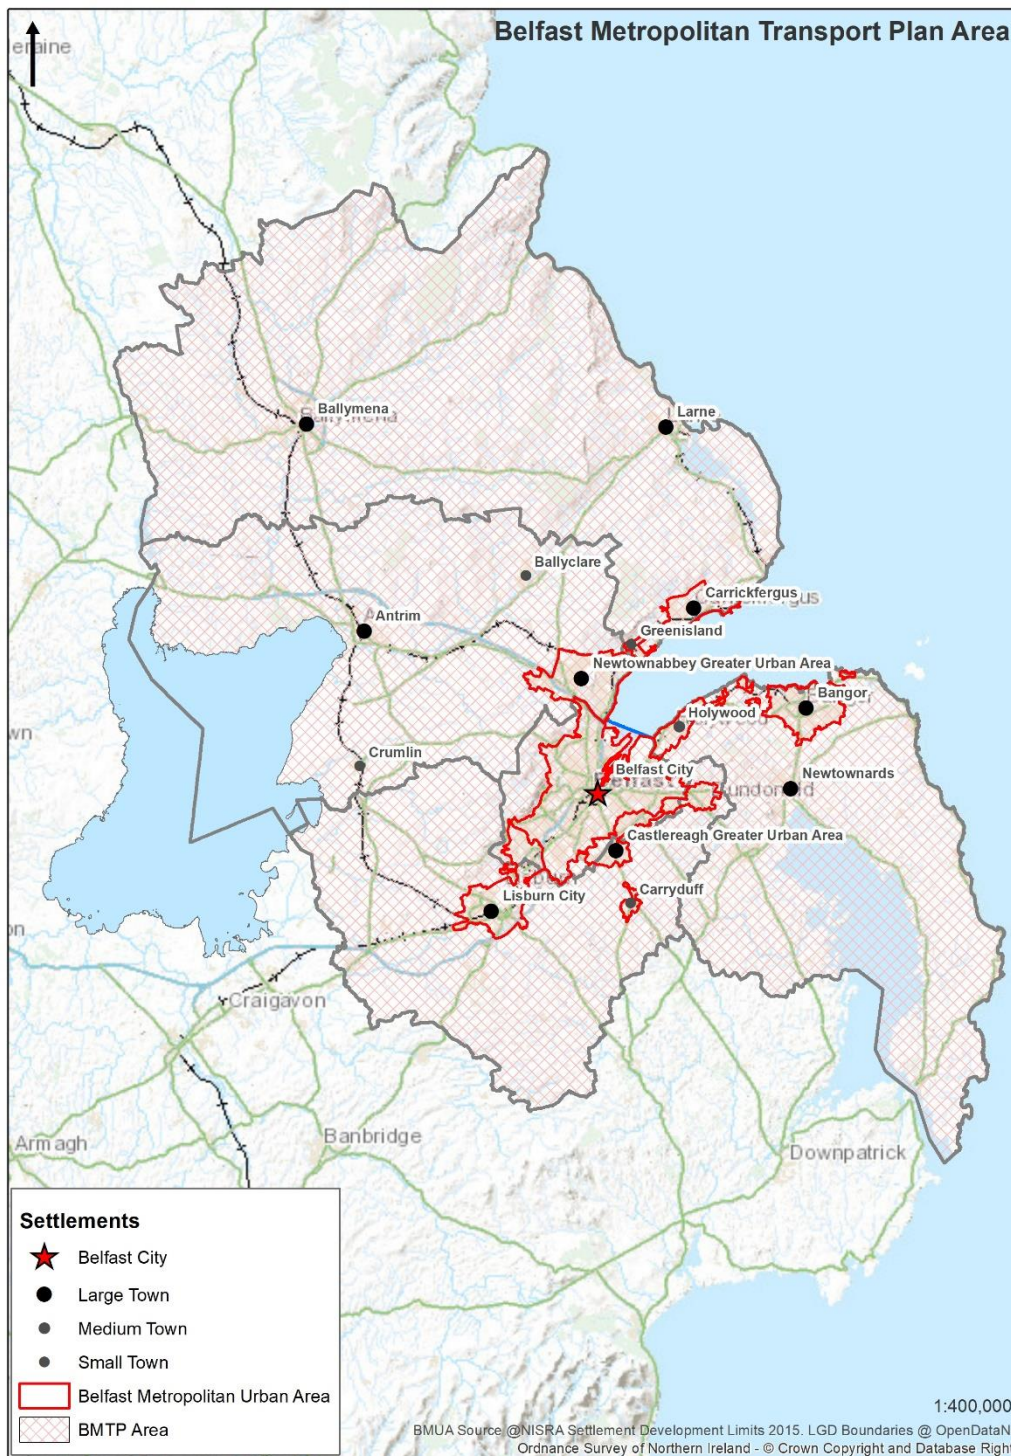 Belfast Metropolitan Transport Plan Area
eraine
Ballymena
Larne
Ballyclare
Carrickfergus
Antrim
Greenisland
Newtownabbey Greater Urban Area
Bangor
Holywood
Crumlin
Belfast City
Newtownards
Castlereagh Greater Urban Area
Carryduff
Lisburn City
Craigavon
Armagh
Banbridge
Downpatrick
Settlements
Belfast City
Large Town
Medium Town
Small Town
Belfast Metropolitan Urban Area
BMTP Area
1:400,000
BMUA Source @NISRA Settlement Development Limits 2015. LGD Boundaries @ OpenDataN
Ordnance Survey of Northern Ireland - © Crown Copyright and Database Righ